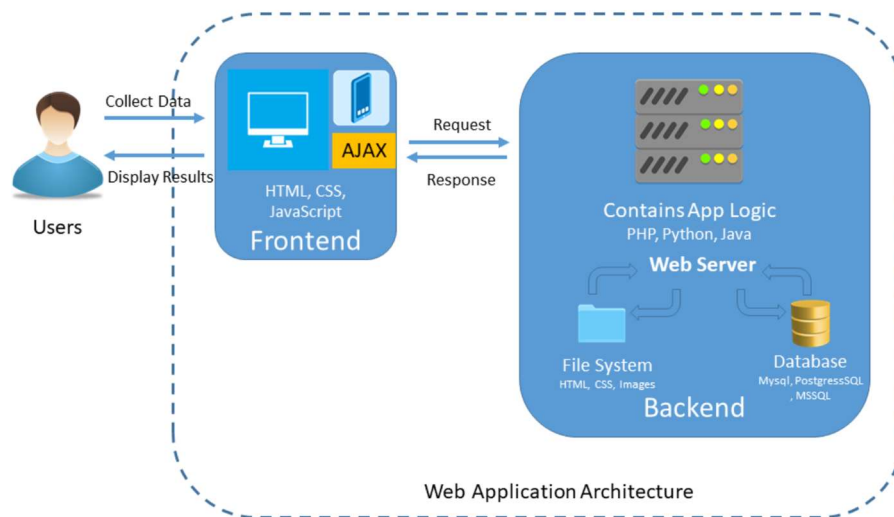 Collect Data
Display Results
Users
AJAX
HTML, CSS,
JavaScript
Frontend
Request
Response
Contains App Logic
PHP, Python, Java
Web Server
File System
HTML, CSS, Images
Database
Mysql, PostgressSQL
, MSSQL
Backend
Web Application Architecture